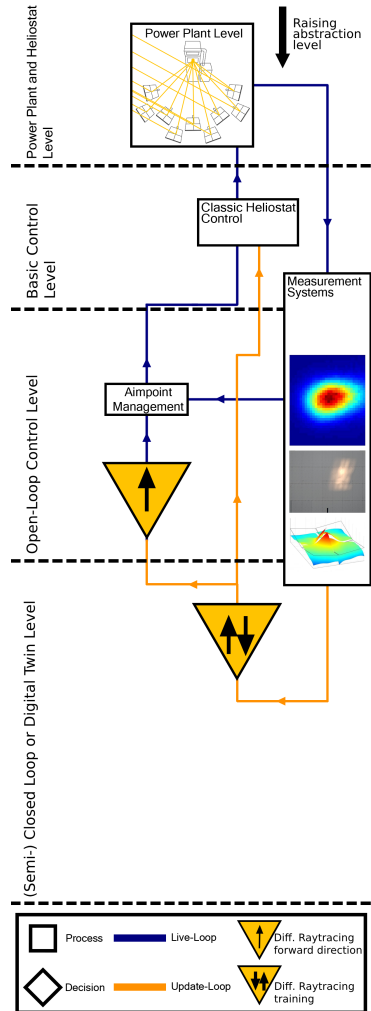 Power Plant Level
Raising
abstraction
level
Power Plant and Heliostat
Level
Classic Heliostat
Control
Basic Control
Level
Measurement
Systems
Aimpoint
Management
Open-Loop Control Level
(Semi-) Closed Loop or Digital Twin Level
Process
Live-Loop
Diff. Raytracing
forward direction
Decision
Update-Loop
Diff. Raytracing
training